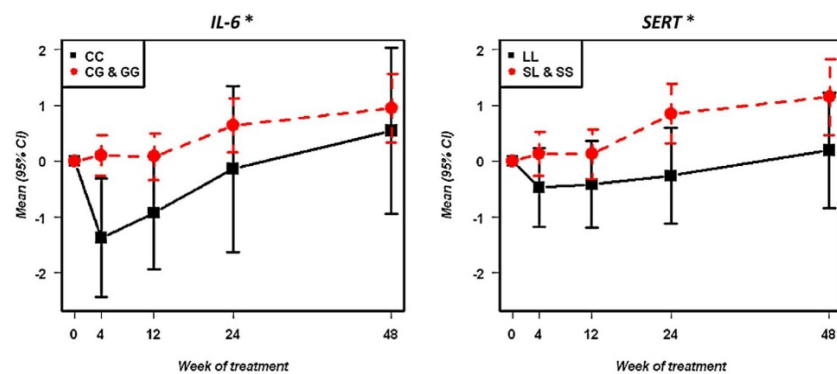 IL-6 *
CC
CG & GG
2
1
0
-1
-2
Mean (95% CI)
0 4 12 24 48
Week of treatment
SERT *
LL
SL & SS
2
1
0
-1
-2
Mean (95% CI)
0 4 12 24 48
Week of treatment